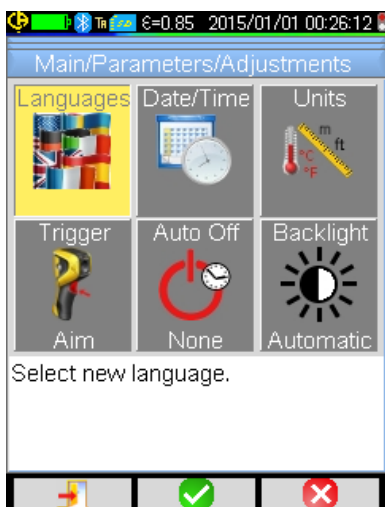 Ɛ=0.85 2015/01/01 00:26:12
Main/Parameters/Adjustments
Languages Date/Time Units
m
ft
°C
°F
Trigger Auto Off Backlight
Aim None Automatic
Select new language.